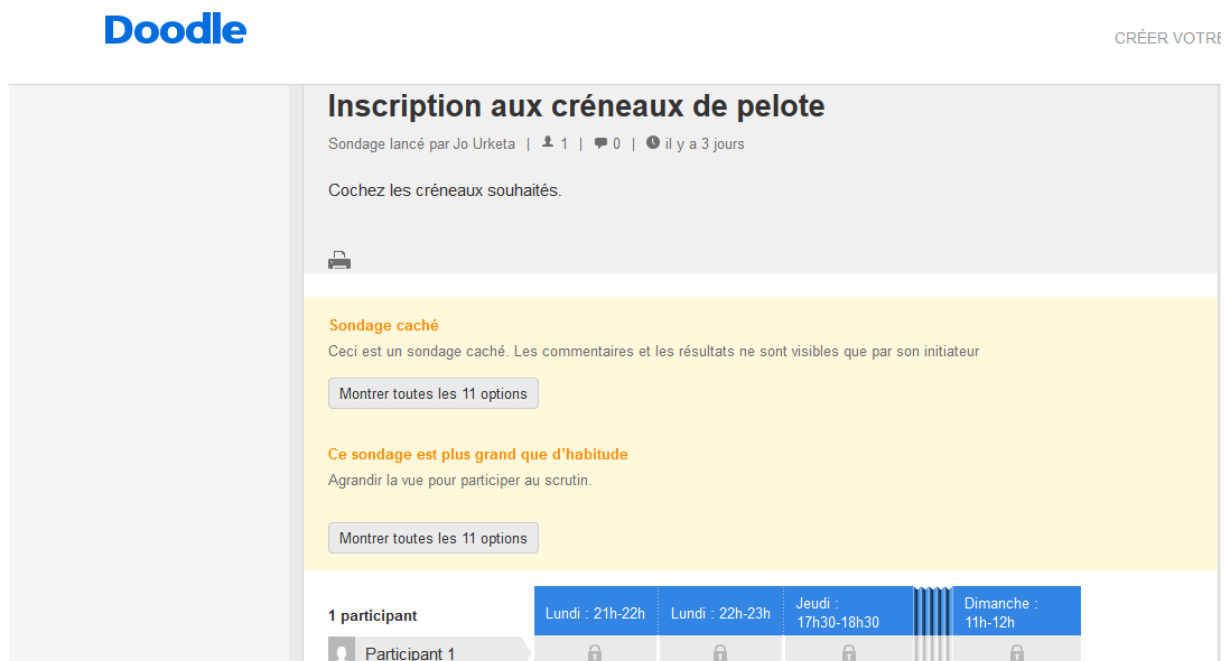 Doodle
CRÉER VOTRE
Inscription aux créneaux de pelote
Sondage lancé par Jo Urketa | 1 | 0 | il y a 3 jours
Cochez les créneaux souhaités.
Sondage caché
Ceci est un sondage caché. Les commentaires et les résultats ne sont visibles que par son initiateur
Montrer toutes les 11 options
Ce sondage est plus grand que d'habitude
Agrandir la vue pour participer au scrutin.
Montrer toutes les 11 options
1 participant
Lundi : 21h-22h
Lundi : 22h-23h
Jeudi :
17h30-18h30
Dimanche :
11h-12h
Participant 1